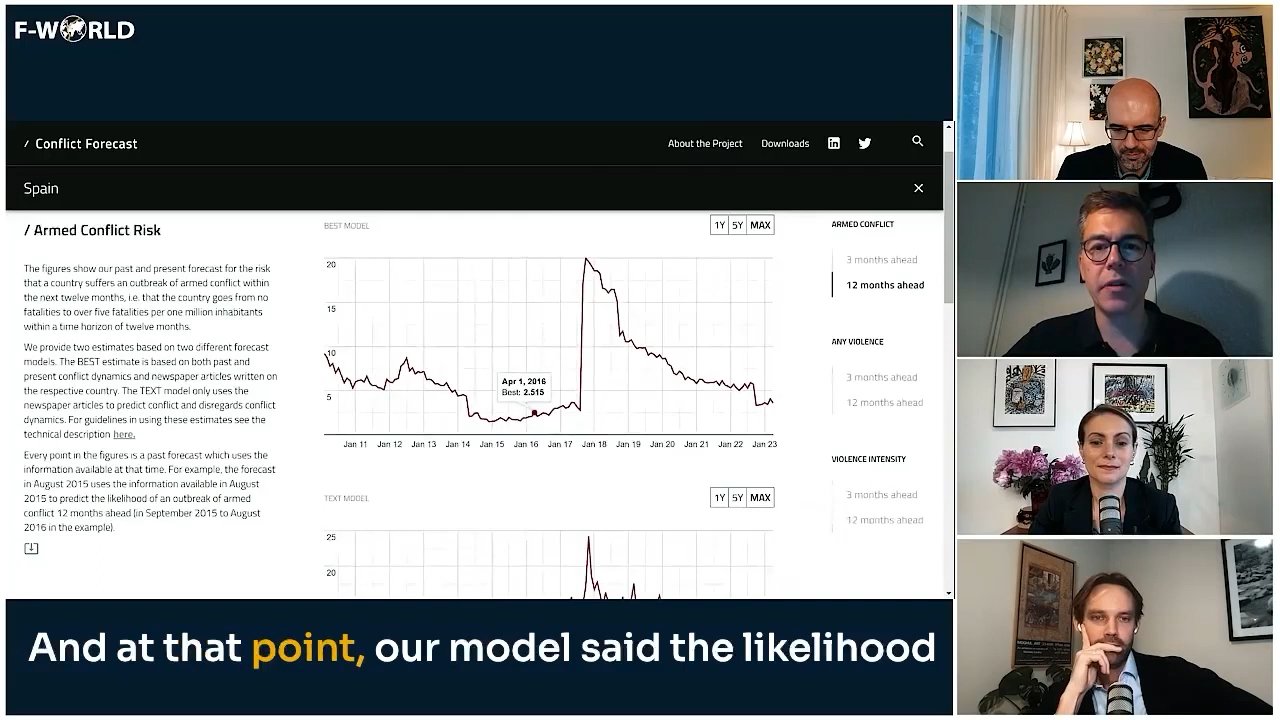 F-WORLD
/ Conflict Forecast
About the Project
Downloads
Spain
/ Armed Conflict Risk
The figures show our past and present forecast for the risk
that a country suffers an outbreak of armed conflict within
the next twelve months, i.e. that the country goes from no
fatalities to over five fatalities per one million inhabitants
within a time horizon of twelve months.
We provide two estimates based on two different forecast
models. The BEST estimate is based on both past and
present conflict dynamics and newspaper articles written on
the respective country. The TEXT model only uses the
newspaper articles to predict conflict and disregards conflict
dynamics. For guidelines in using these estimates see the
technical description here.
Every point in the figures is a past forecast which uses the
information available at that time. For example, the forecast
in August 2015 uses the information available in August
2015 to predict the likelihood of an outbreak of armed
conflict 12 months ahead (in September 2015 to August
2016 in the example).
BEST MODEL
1Y 5Y MAX
20
15
10
5
Apr 1, 2016
Best: 2.515
Jan 11 Jan 12 Jan 13 Jan 14 Jan 15 Jan 16 Jan 17 Jan 18 Jan 19 Jan 20 Jan 21 Jan 22 Jan 23
TEXT MODEL
1Y 5Y MAX
25
20
ARMED CONFLICT
3 months ahead
12 months ahead
ANY VIOLENCE
3 months ahead
12 months ahead
VIOLENCE INTENSITY
3 months ahead
12 months ahead
And at that point, our model said the likelihood